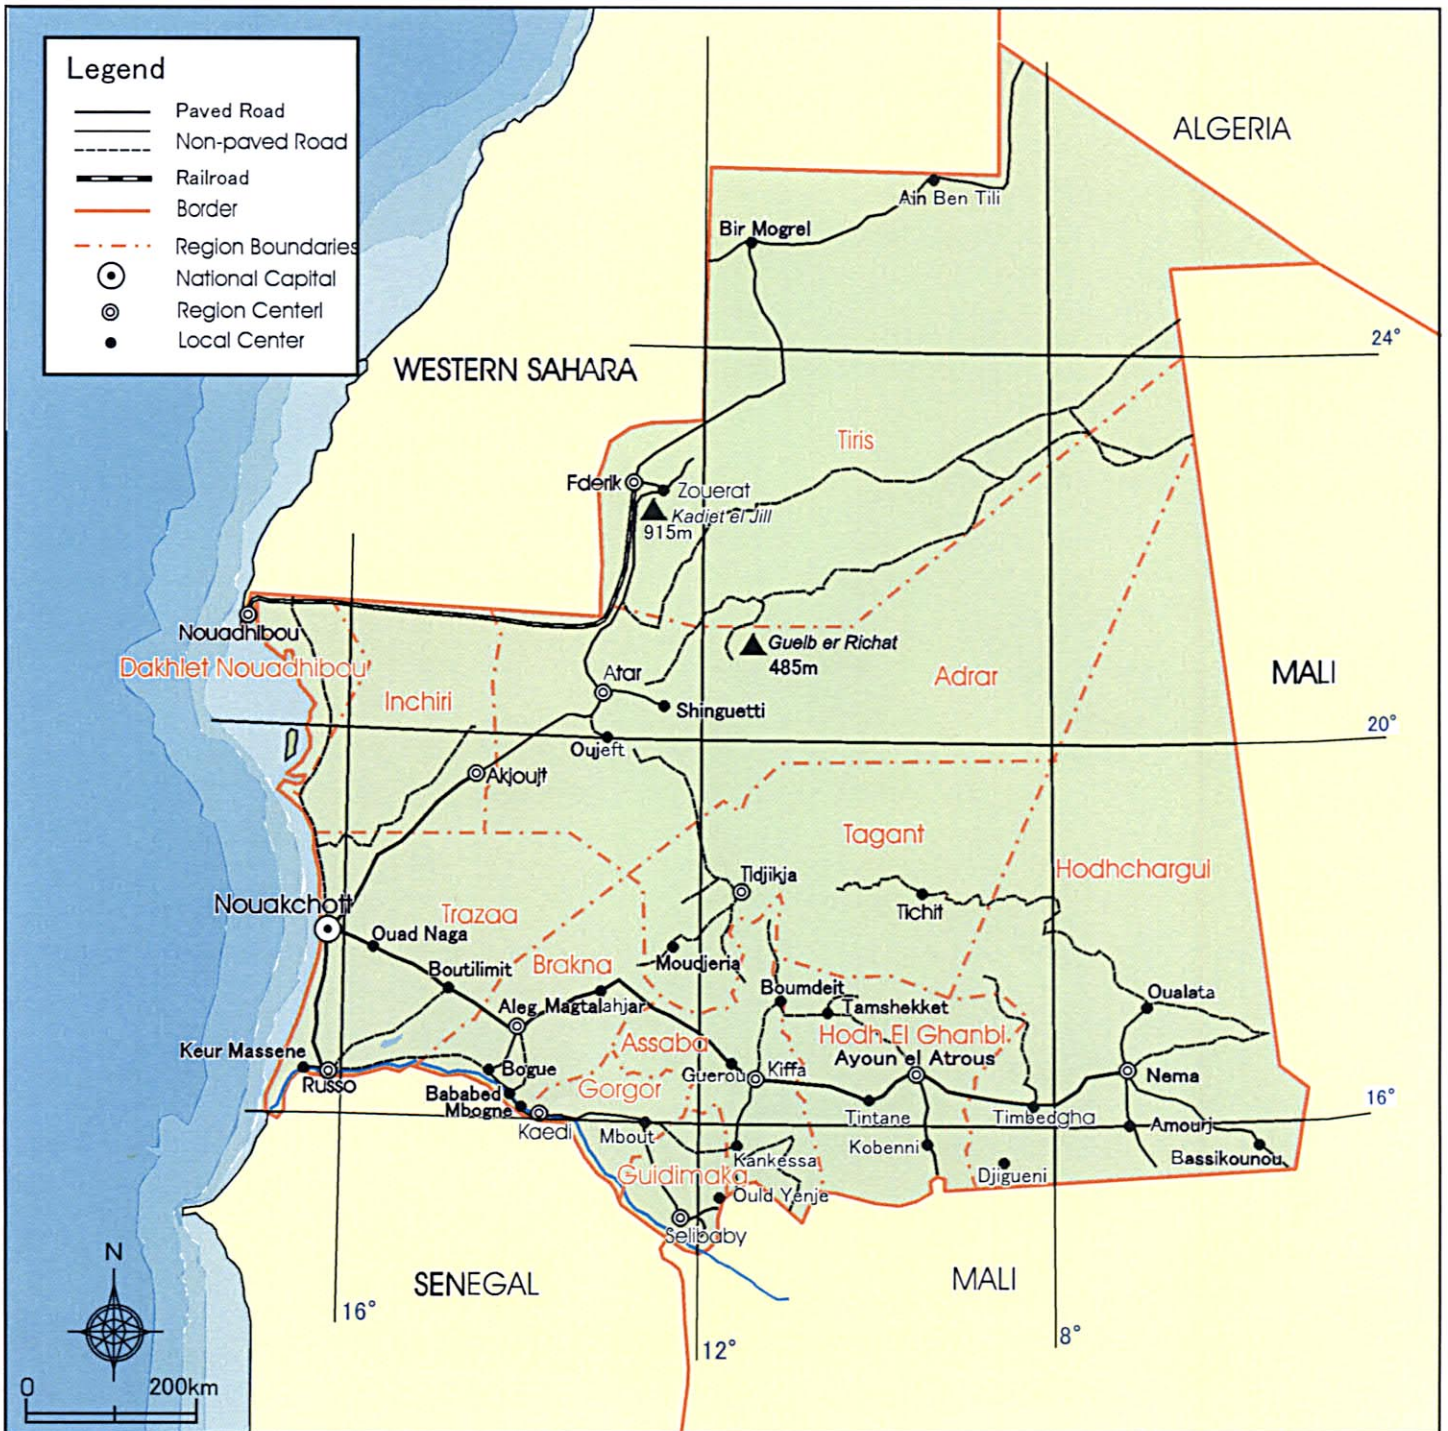 Legend
Paved Road
Non-paved Road
Railroad
Border
Region Boundaries
National Capital
Region Centerl
Local Center
ALGERIA
Ain Ben Tili
Bir Mogrel
24°
WESTERN SAHARA
Tiris
Fderik
Zouerat
Kadiet el Jill
915m
Nouadhibou
Dakhlet Nouadhibou
Inchiri
Guelb er Richat
485m
Adrar
MALI
Atar
Shinguetti
20°
Oujeft
Akjoujt
Tagant
Hodhchargui
Tidjikja
Tichit
Nouakchott
Trazaa
Ouad Naga
Brakna
Moudjeria
Boutilimit
Boumdeit
Oualata
Aleg
Magtalahjar
Tamshekket
Hodh El Ghanbi
Keur Massene
Assaba
Ayoun el Atrous
Russo
Bogue
Guerou
Kiffa
Nema
Gorgor
Bababed
Mbogne
16°
Kaedi
Mbout
Tintane
Timbedgha
Amourj
Kobenni
Kankessa
Bassikounou
Guidimaka
Djigueni
Ould Yenje
Selibaby
N
SENEGAL
MALI
16°
12°
8°
0
200km